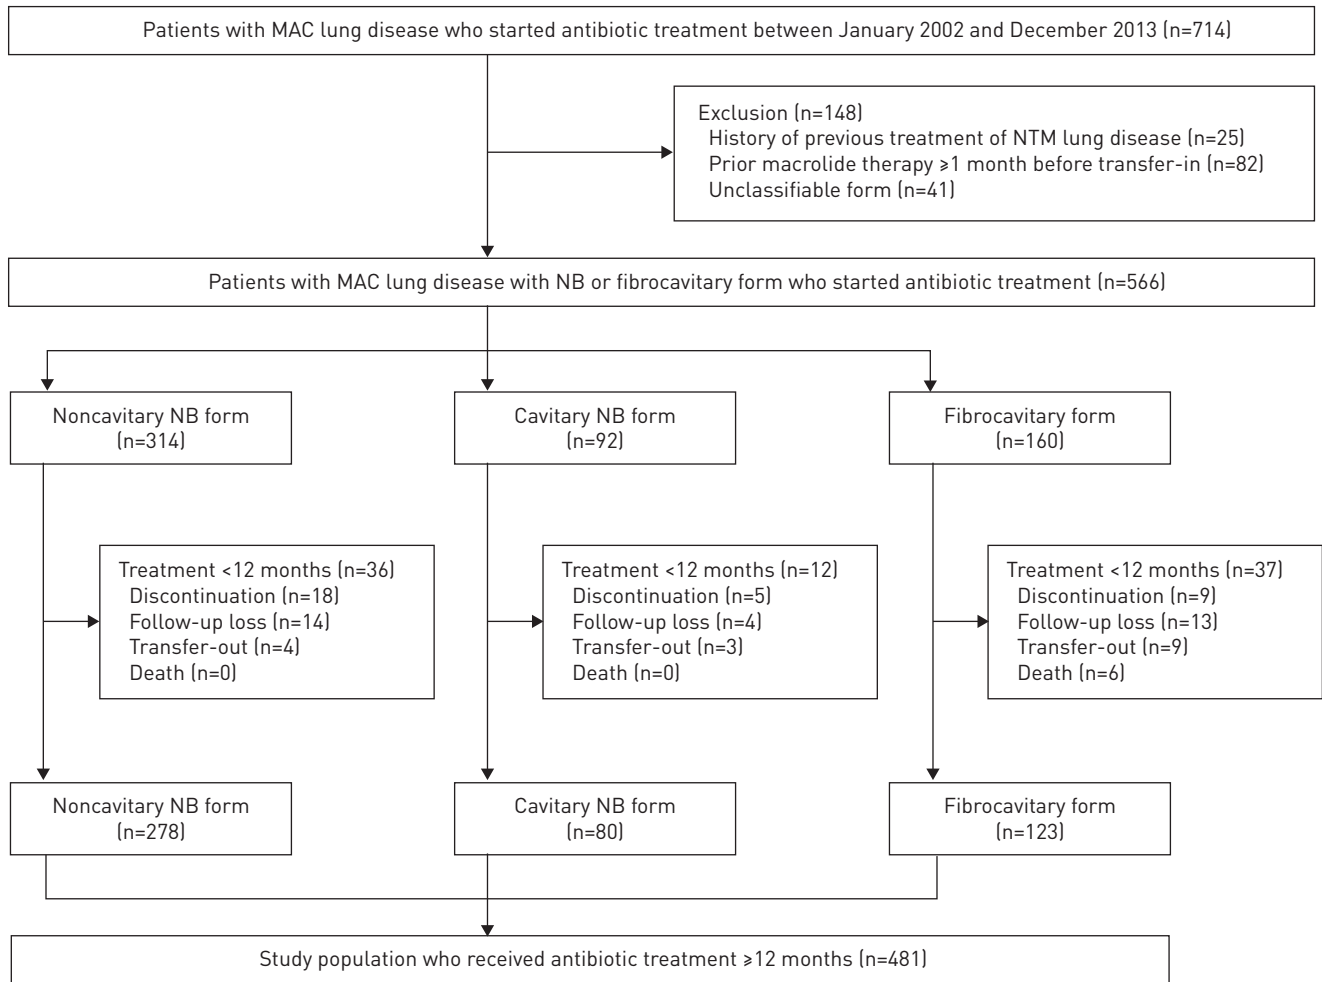 Patients with MAC lung disease who started antibiotic treatment between January 2002 and December 2013 (n=714)
Exclusion (n=148)
History of previous treatment of NTM lung disease (n=25)
Prior macrolide therapy ⩾1 month before transfer-in (n=82)
Unclassifiable form (n=41)
Patients with MAC lung disease with NB or fibrocavitary form who started antibiotic treatment (n=566)
Noncavitary NB form
(n=314)
Cavitary NB form
(n=92)
Fibrocavitary form
(n=160)
Treatment <12 months (n=36)
Discontinuation (n=18)
Follow-up loss (n=14)
Transfer-out (n=4)
Death (n=0)
Treatment <12 months (n=12)
Discontinuation (n=5)
Follow-up loss (n=4)
Transfer-out (n=3)
Death (n=0)
Treatment <12 months (n=37)
Discontinuation (n=9)
Follow-up loss (n=13)
Transfer-out (n=9)
Death (n=6)
Noncavitary NB form
(n=278)
Cavitary NB form
(n=80)
Fibrocavitary form
(n=123)
Study population who received antibiotic treatment ⩾12 months (n=481)